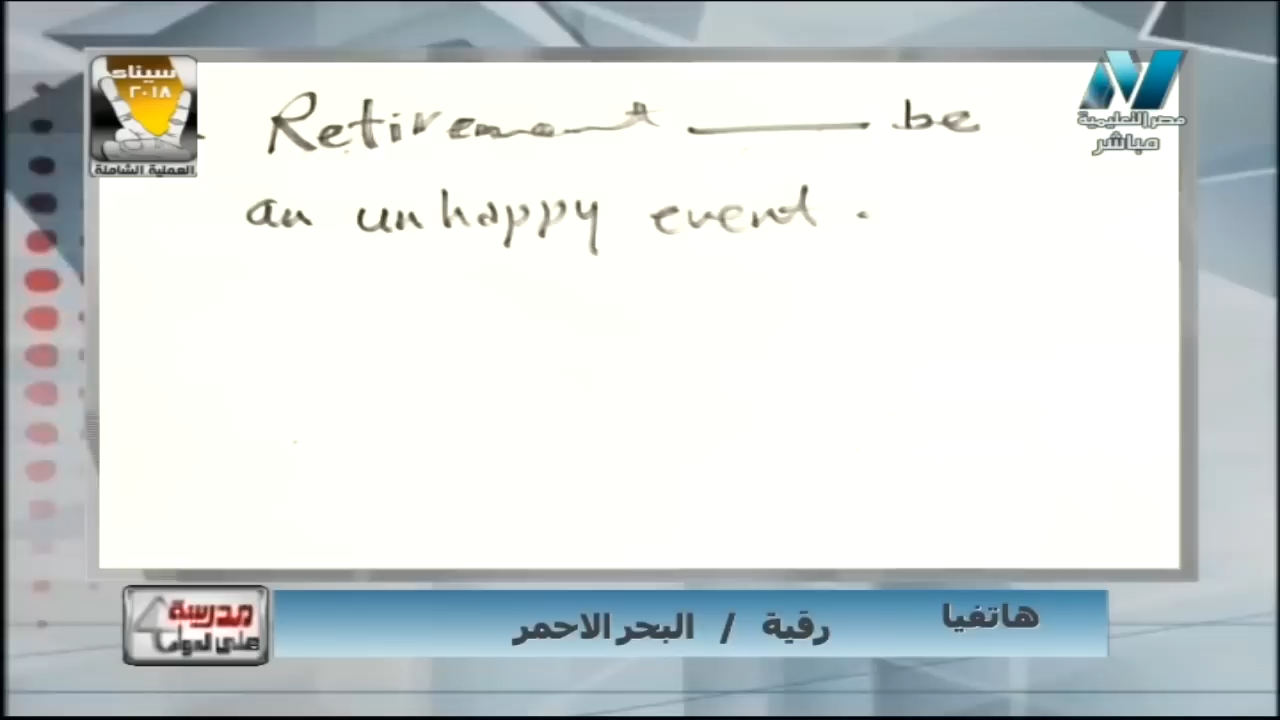 سيناء
٢٠١٨
العملية الشاملة
مصر التعليمية
مباشر
Retirement ______ be
an unhappy event .
هاتفيا
رقية / البحر الاحمر
مدرسة
على الهواء